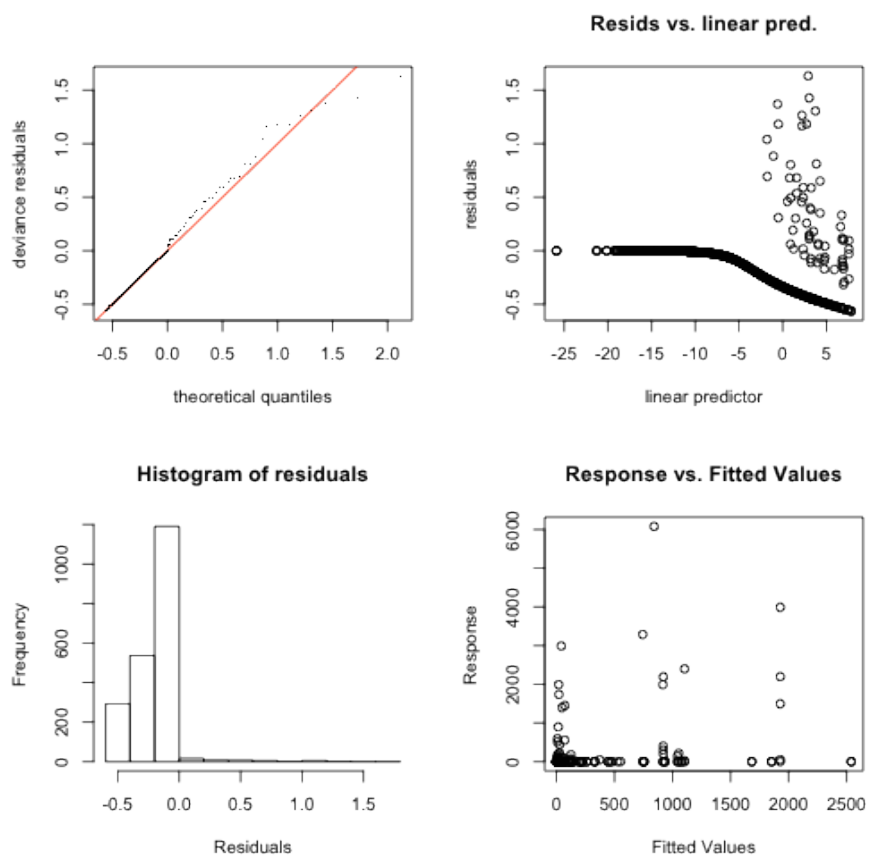 Resids vs. linear pred.
deviance residuals
-0.5 0.0 0.5 1.0 1.5
-0.5 0.0 0.5 1.0 1.5 2.0
theoretical quantiles
residuals
-0.5 0.0 0.5 1.0 1.5
-25 -20 -15 -10 -5 0 5
linear predictor
Histogram of residuals
Frequency
0 200 600 1000
-0.5 0.0 0.5 1.0 1.5
Residuals
Response vs. Fitted Values
Response
0 2000 4000 6000
0 500 1000 1500 2000 2500
Fitted Values